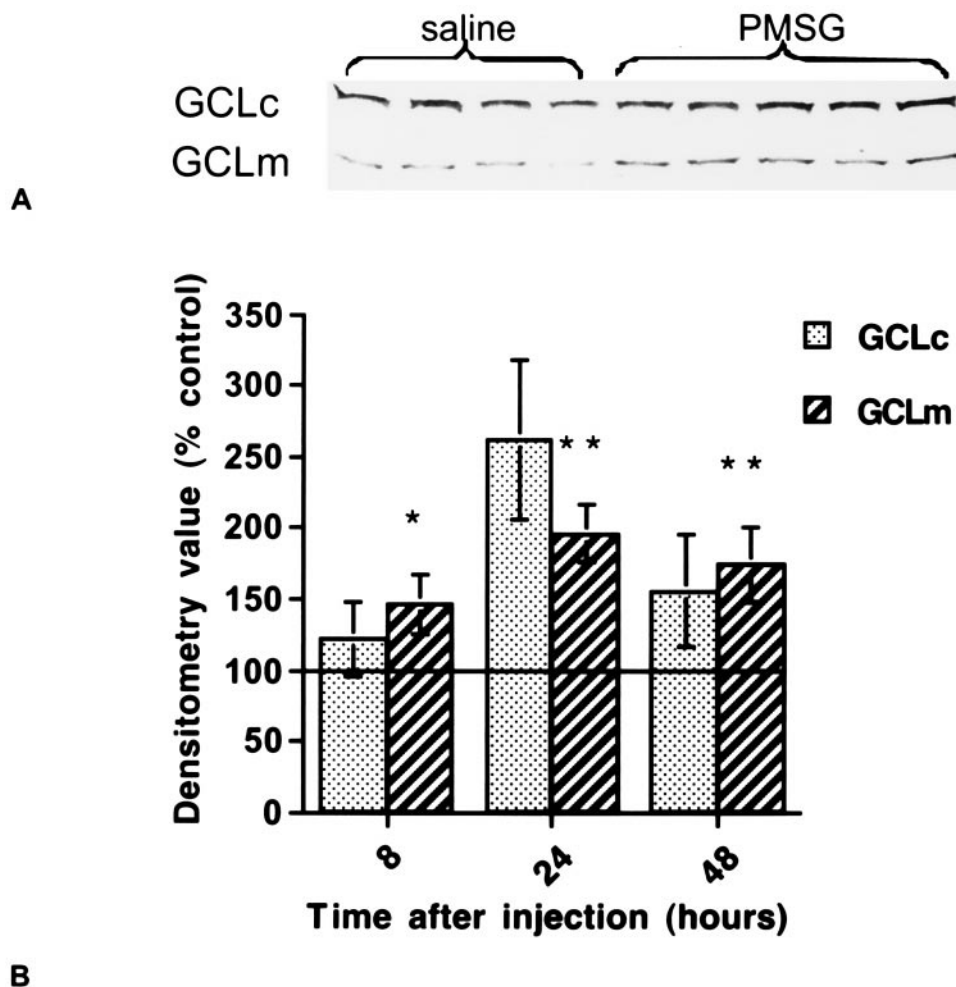 saline PMSG
GCLc
GCLm
A
Densitometry value (% control)
350
300
250
200
150
100
50
0
* ** **
GCLc
GCLm
8 24 48
Time after injection (hours)
B